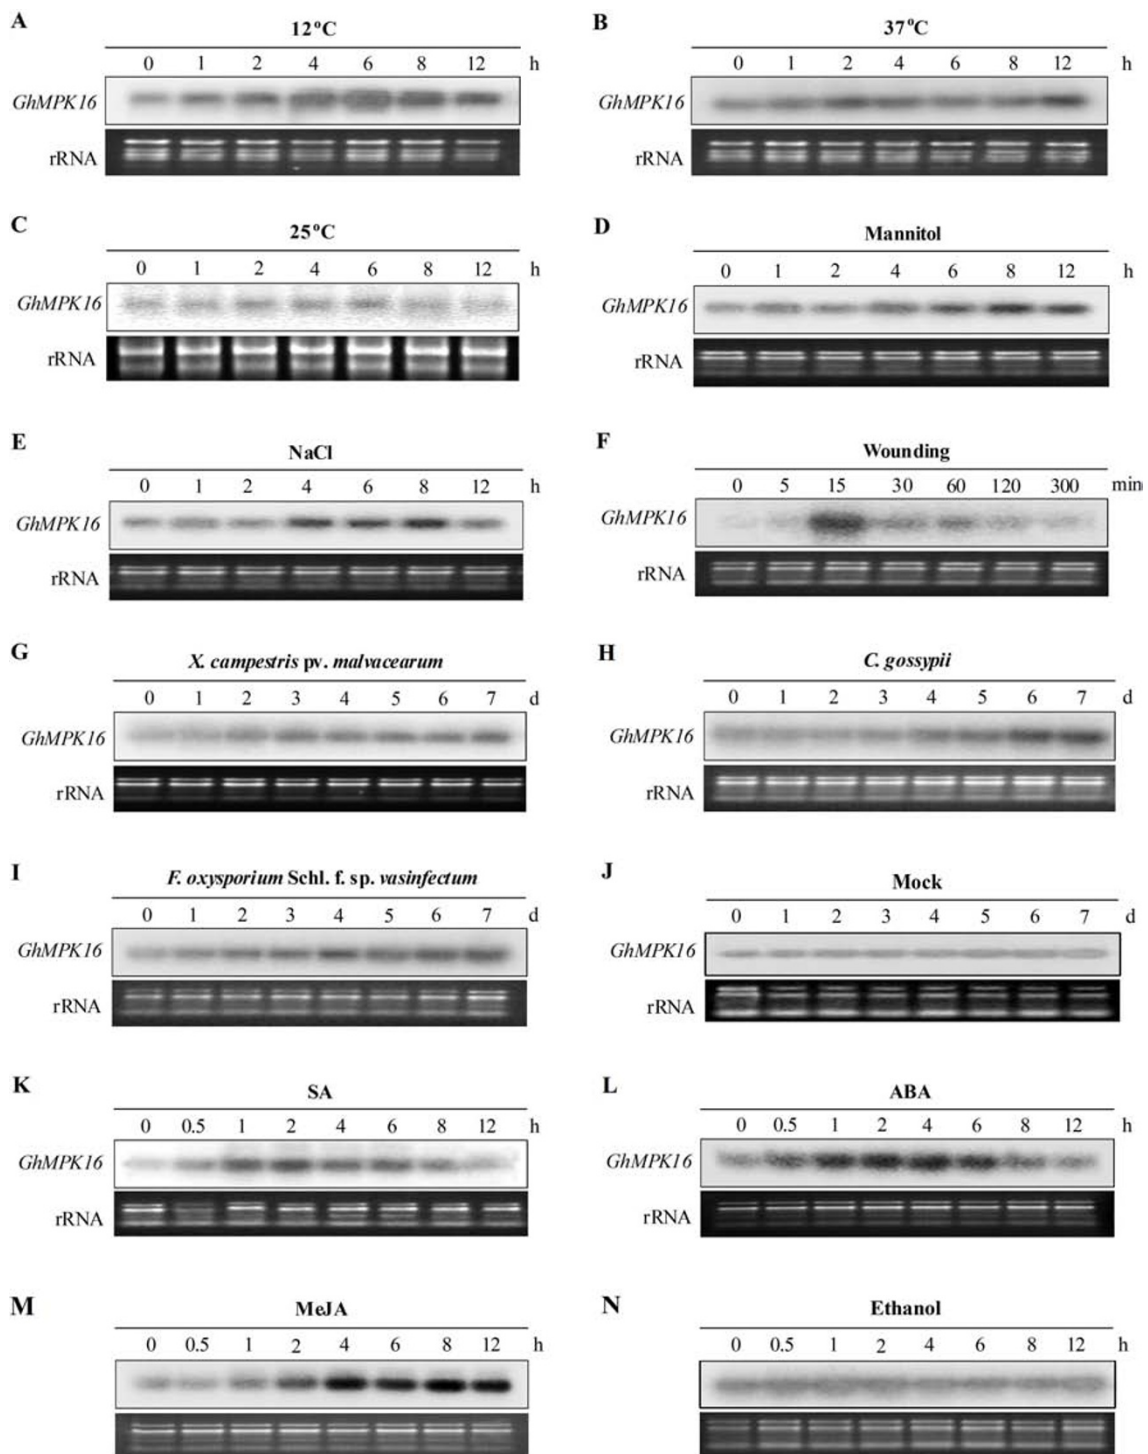 A
12°C
0 1 2 4 6 8 12 h
GhMPK16
rRNA
B
37°C
0 1 2 4 6 8 12 h
GhMPK16
rRNA
C
25°C
0 1 2 4 6 8 12 h
GhMPK16
rRNA
D
Mannitol
0 1 2 4 6 8 12 h
GhMPK16
rRNA
E
NaCl
0 1 2 4 6 8 12 h
GhMPK16
rRNA
F
Wounding
0 5 15 30 60 120 300 min
GhMPK16
rRNA
G
X. campestris pv. malvacearum
0 1 2 3 4 5 6 7 d
GhMPK16
rRNA
H
C. gossypii
0 1 2 3 4 5 6 7 d
GhMPK16
rRNA
I
F. oxysporium Schl. f. sp. vasinfectum
0 1 2 3 4 5 6 7 d
GhMPK16
rRNA
J
Mock
0 1 2 3 4 5 6 7 d
GhMPK16
rRNA
K
SA
0 0.5 1 2 4 6 8 12 h
GhMPK16
rRNA
L
ABA
0 0.5 1 2 4 6 8 12 h
GhMPK16
rRNA
M
MeJA
0 0.5 1 2 4 6 8 12 h
N
Ethanol
0 0.5 1 2 4 6 8 12 h